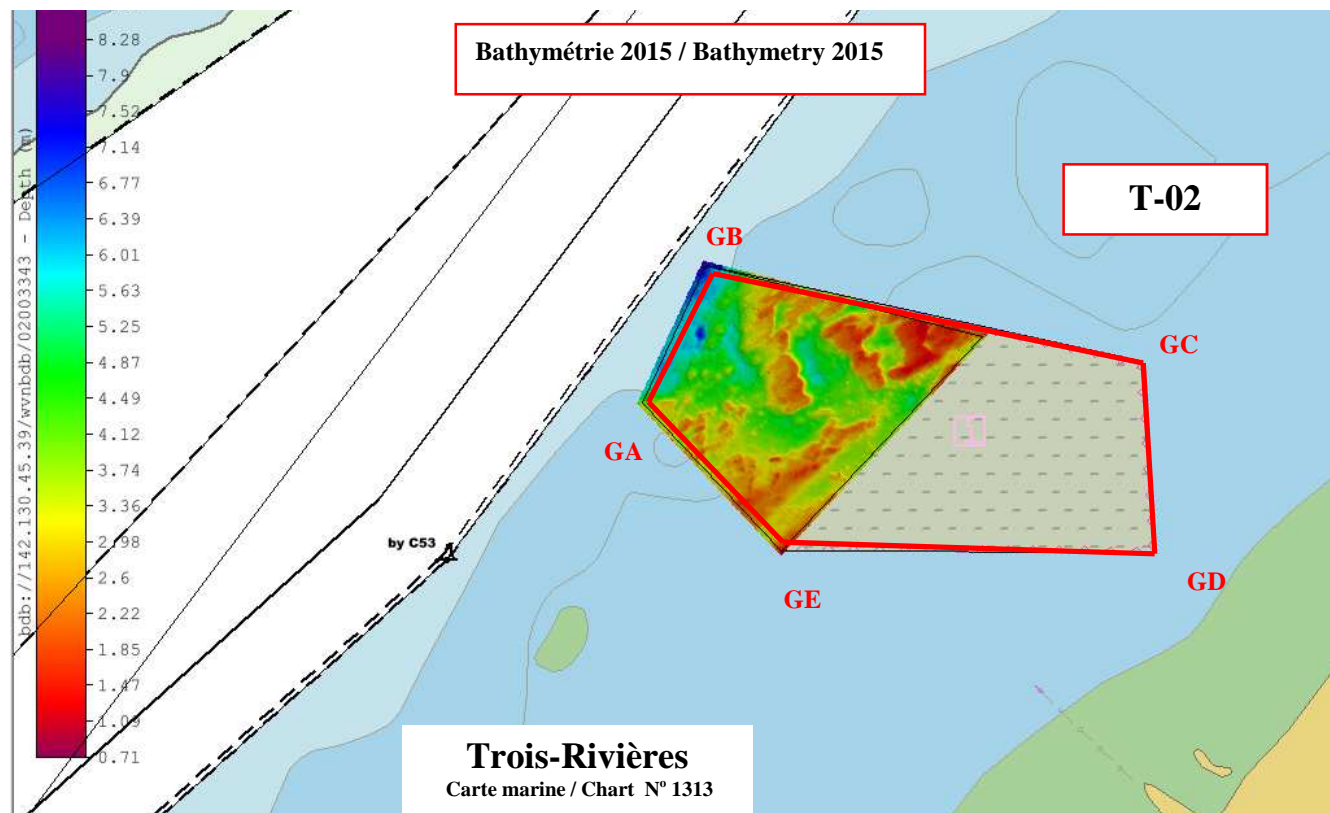 Bathymétrie 2015 / Bathymetry 2015
T-02
bdb://142.130.45.39/wvnbdb/02003343 - Depth (m)
8.28
7.9
7.52
7.14
6.77
6.39
6.01
5.63
5.25
4.87
4.49
4.12
3.74
3.36
2.98
2.6
2.22
1.85
1.47
1.09
0.71
GB
GC
GA
1
by C53
GE
GD
Trois-Rivières
Carte marine / Chart Nº 1313